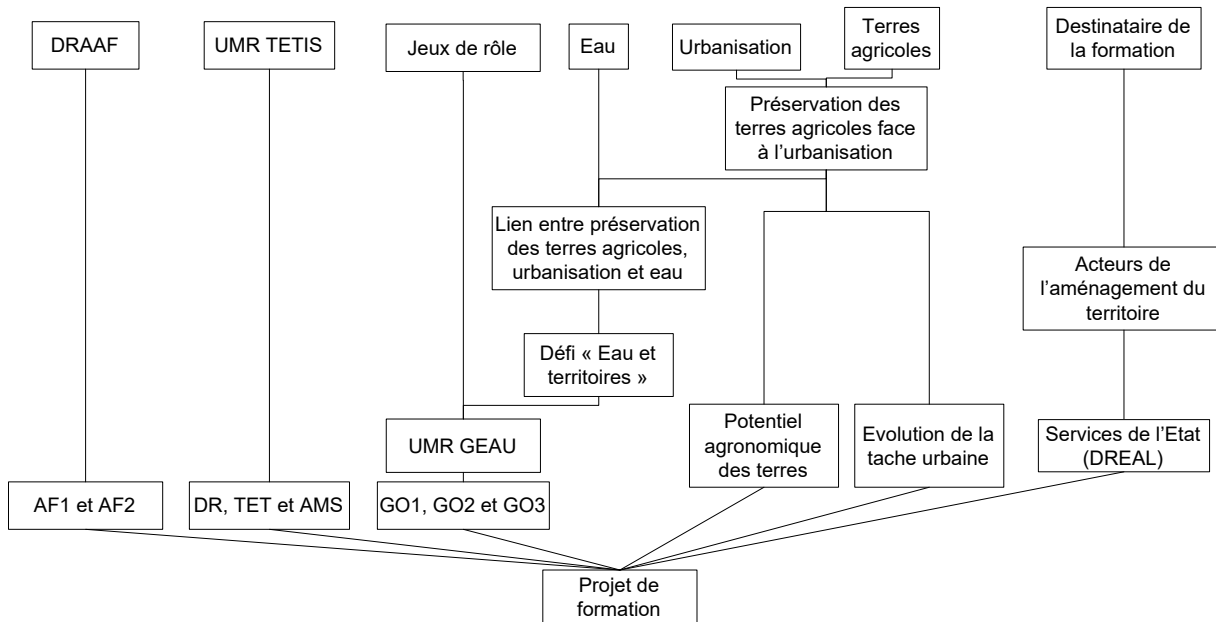 DRAAF
UMR TETIS
Jeux de rôle
Eau
Urbanisation
Terres
agricoles
Destinataire de
la formation
Préservation des
terres agricoles face
à l’urbanisation
Lien entre préservation
des terres agricoles,
urbanisation et eau
Acteurs de
l’aménagement du
territoire
Défi « Eau et
territoires »
UMR GEAU
Potentiel
agronomique
des terres
Evolution de la
tache urbaine
Services de l’Etat
(DREAL)
AF1 et AF2
DR, TET et AMS
GO1, GO2 et GO3
Projet de
formation